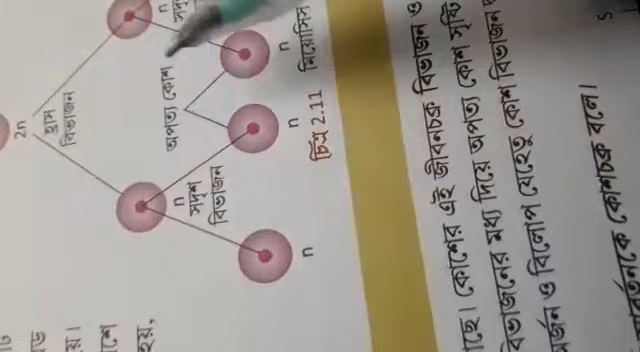 2n
হ্রাস
বিভাজন
n
n
সদৃশ
বিভাজন
অপত্য কোশ
n
n
n
চিত্র 2.11 মিয়োসিস
াছে। কোশের এই জীবনচক্র বিভাজন ও
বিভাজনের মধ্য দিয়ে অপত্য কোশ সৃষ্টি
র্জন ও বিলোপ যেহেতু কোশ বিভাজন
বর্তনকে কোশচক্র বলে।
য়।
হয়,